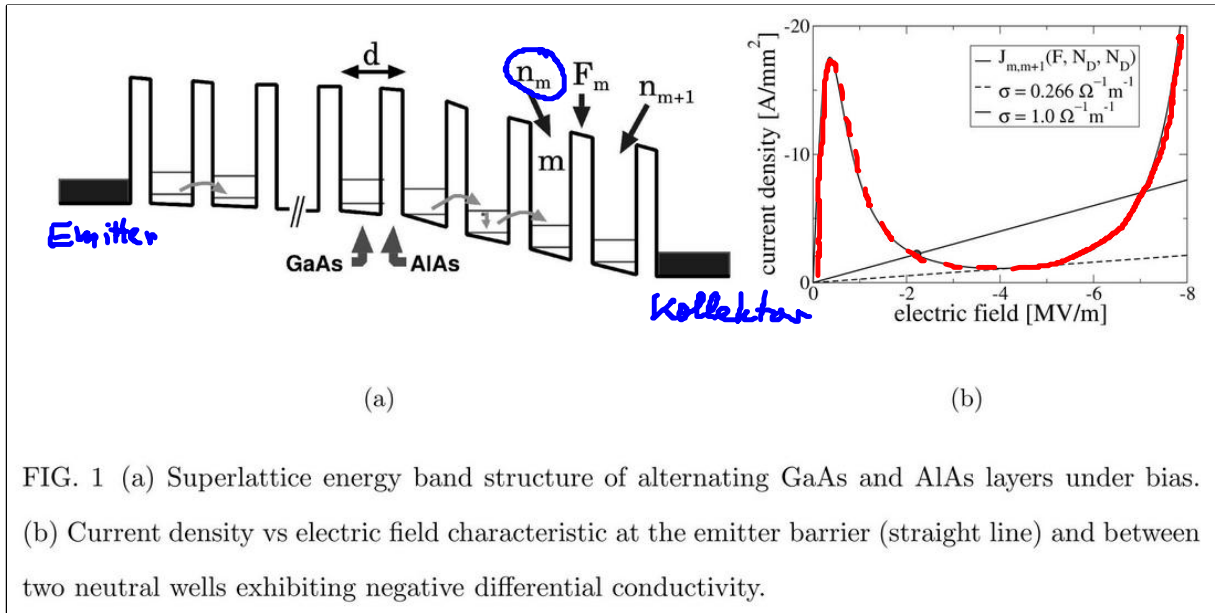 (a)
d
n_m
F_m
n_{m+1}
m
Emitter
GaAs
AlAs
Kollektor
(a)
(b)
-20
-10
0
current density [A/mm²]
J_{m,m+1}(F, N_D, N_D)
σ = 0.266 Ω⁻¹m⁻¹
σ = 1.0 Ω⁻¹m⁻¹
0 -2 -4 -6 -8
electric field [MV/m]
(b)
FIG. 1 (a) Superlattice energy band structure of alternating GaAs and AlAs layers under bias.
(b) Current density vs electric field characteristic at the emitter barrier (straight line) and between
two neutral wells exhibiting negative differential conductivity.